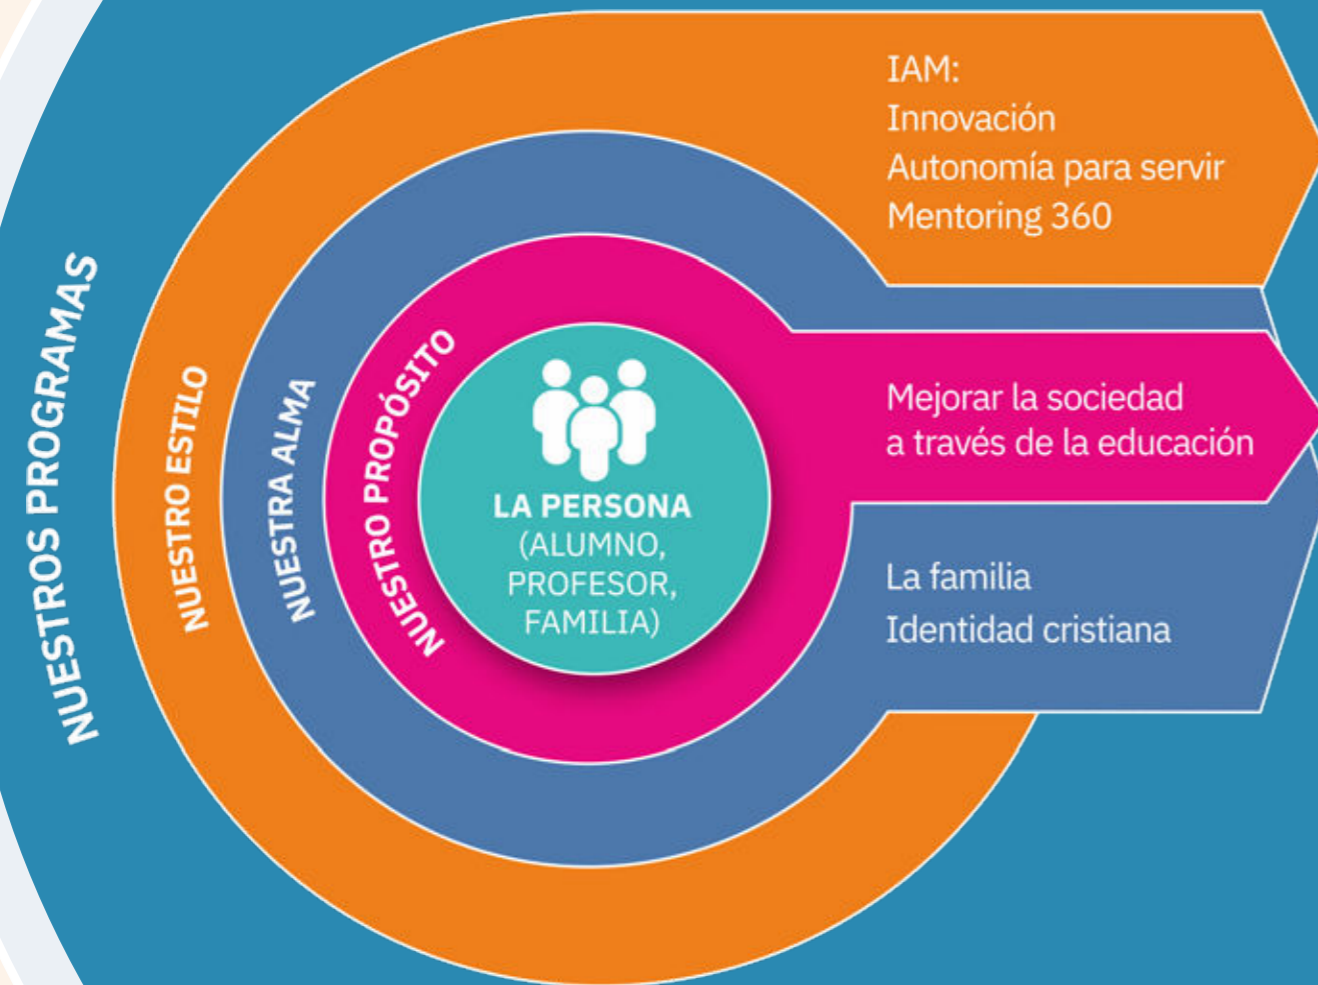 NUESTROS PROGRAMAS
NUESTRO ESTILO
NUESTRA ALMA
NUESTRO PROPÓSITO
LA PERSONA
(ALUMNO,
PROFESOR,
FAMILIA)
IAM:
Innovación
Autonomía para servir
Mentoring 360
Mejorar la sociedad
a través de la educación
La familia
Identidad cristiana